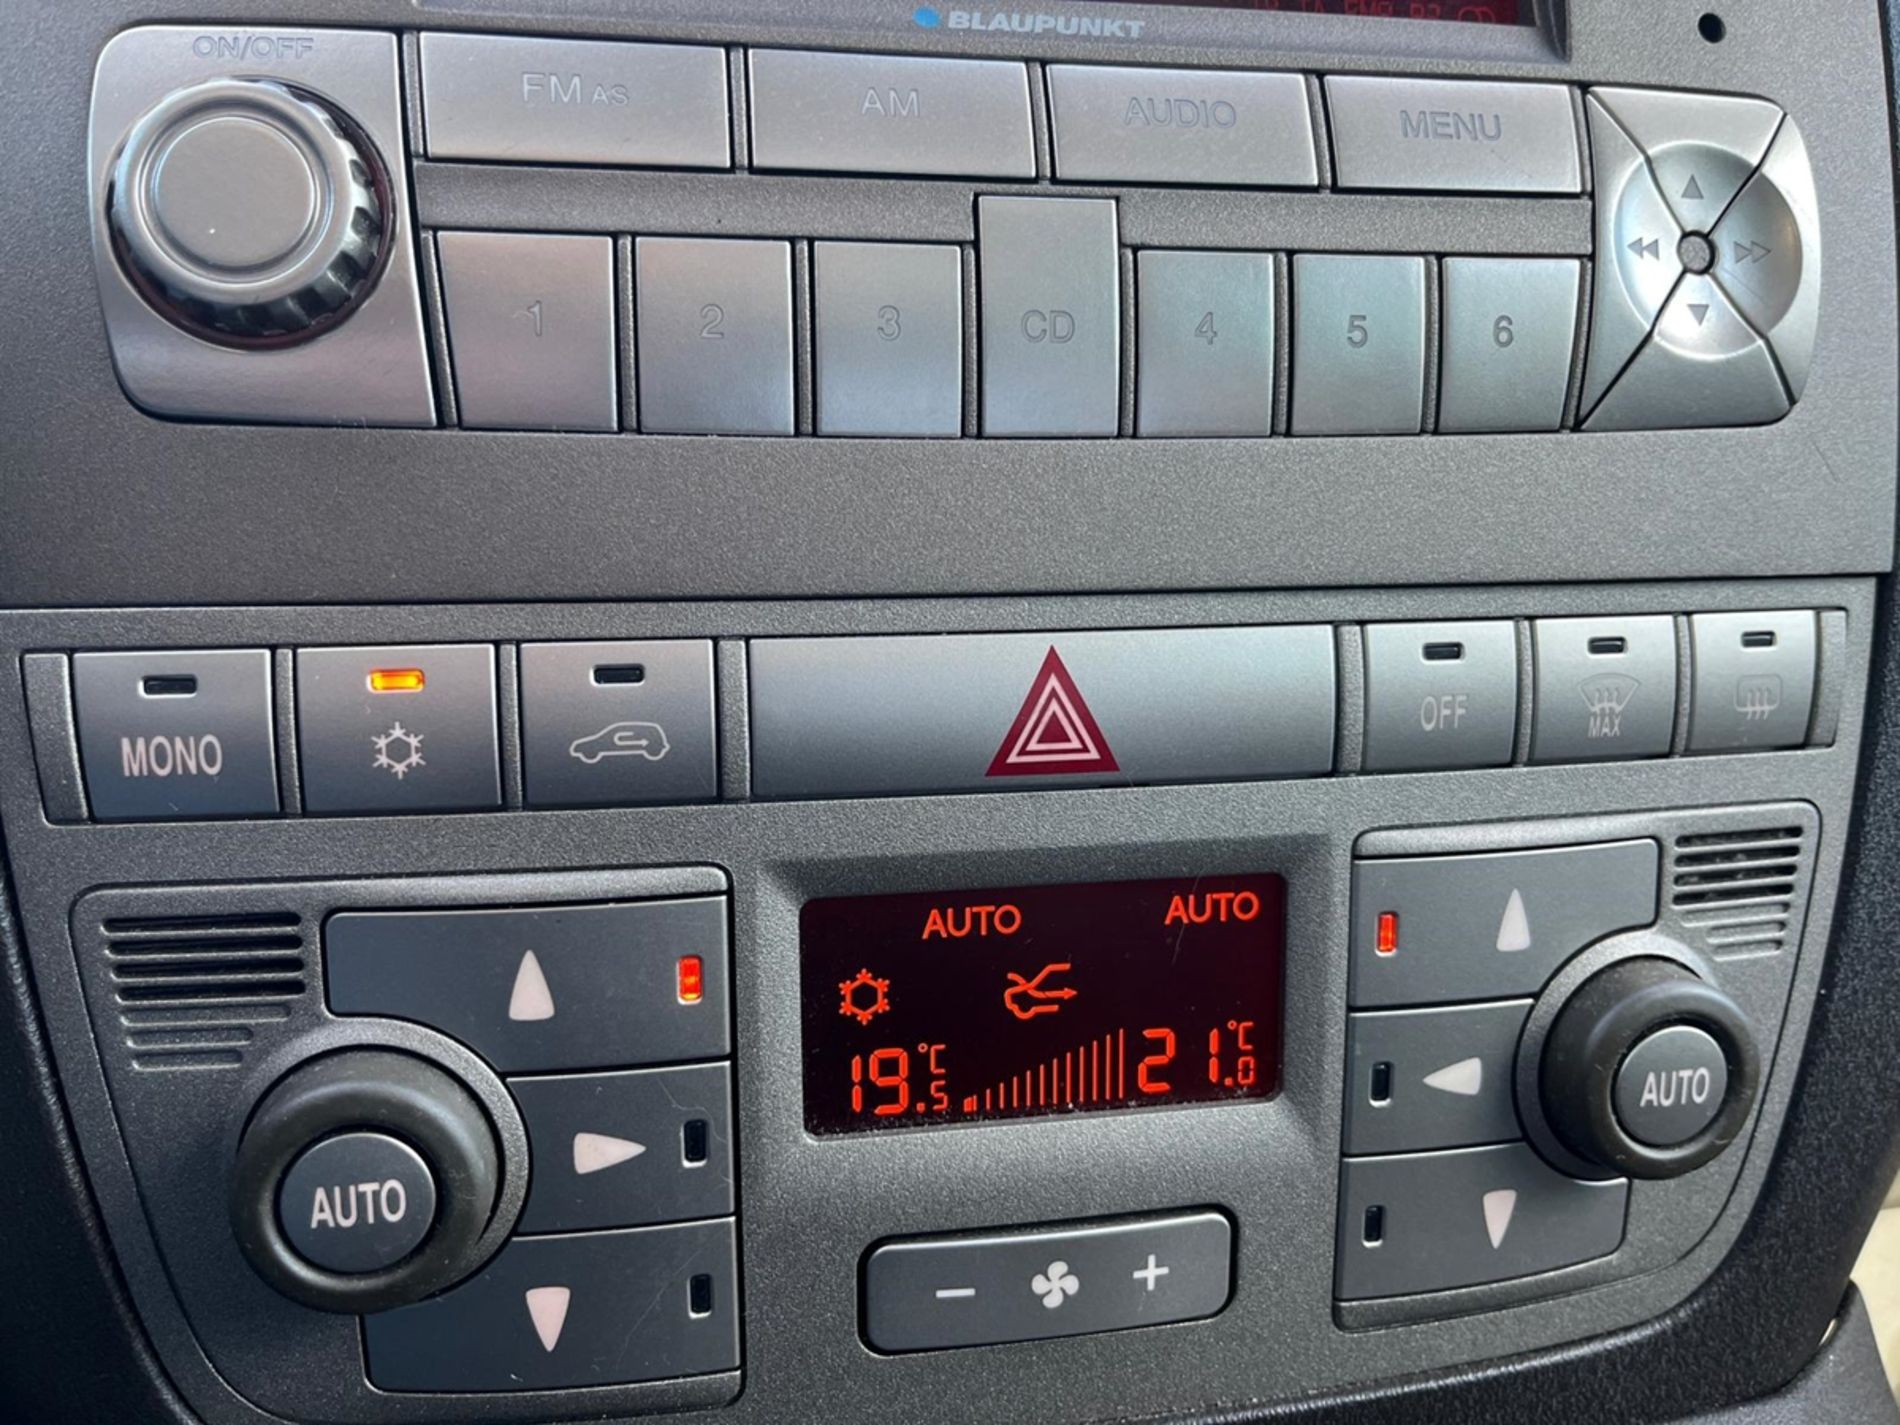 BLAUPUNKT
ON/OFF
FM AS
AM
AUDIO
MENU
1
2
3
CD
4
5
6
MONO
OFF
MAX
AUTO
AUTO
19.5 °C
21.0 °C
AUTO
AUTO
− +